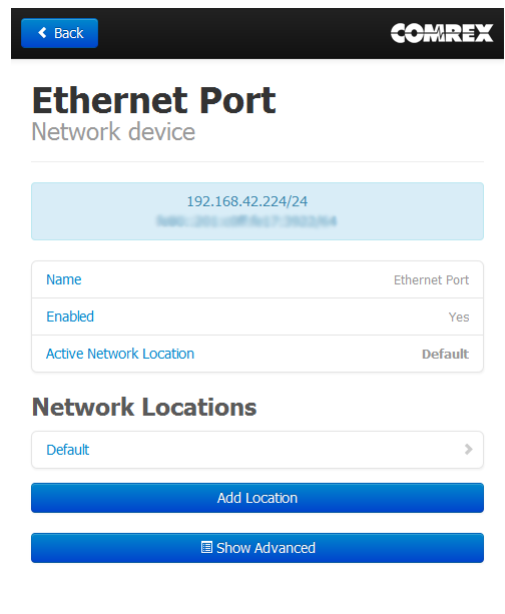 Back
COMREX
Ethernet Port
Network device
192.168.42.224/24
Name Ethernet Port
Enabled Yes
Active Network Location Default
Network Locations
Default
Add Location
Show Advanced